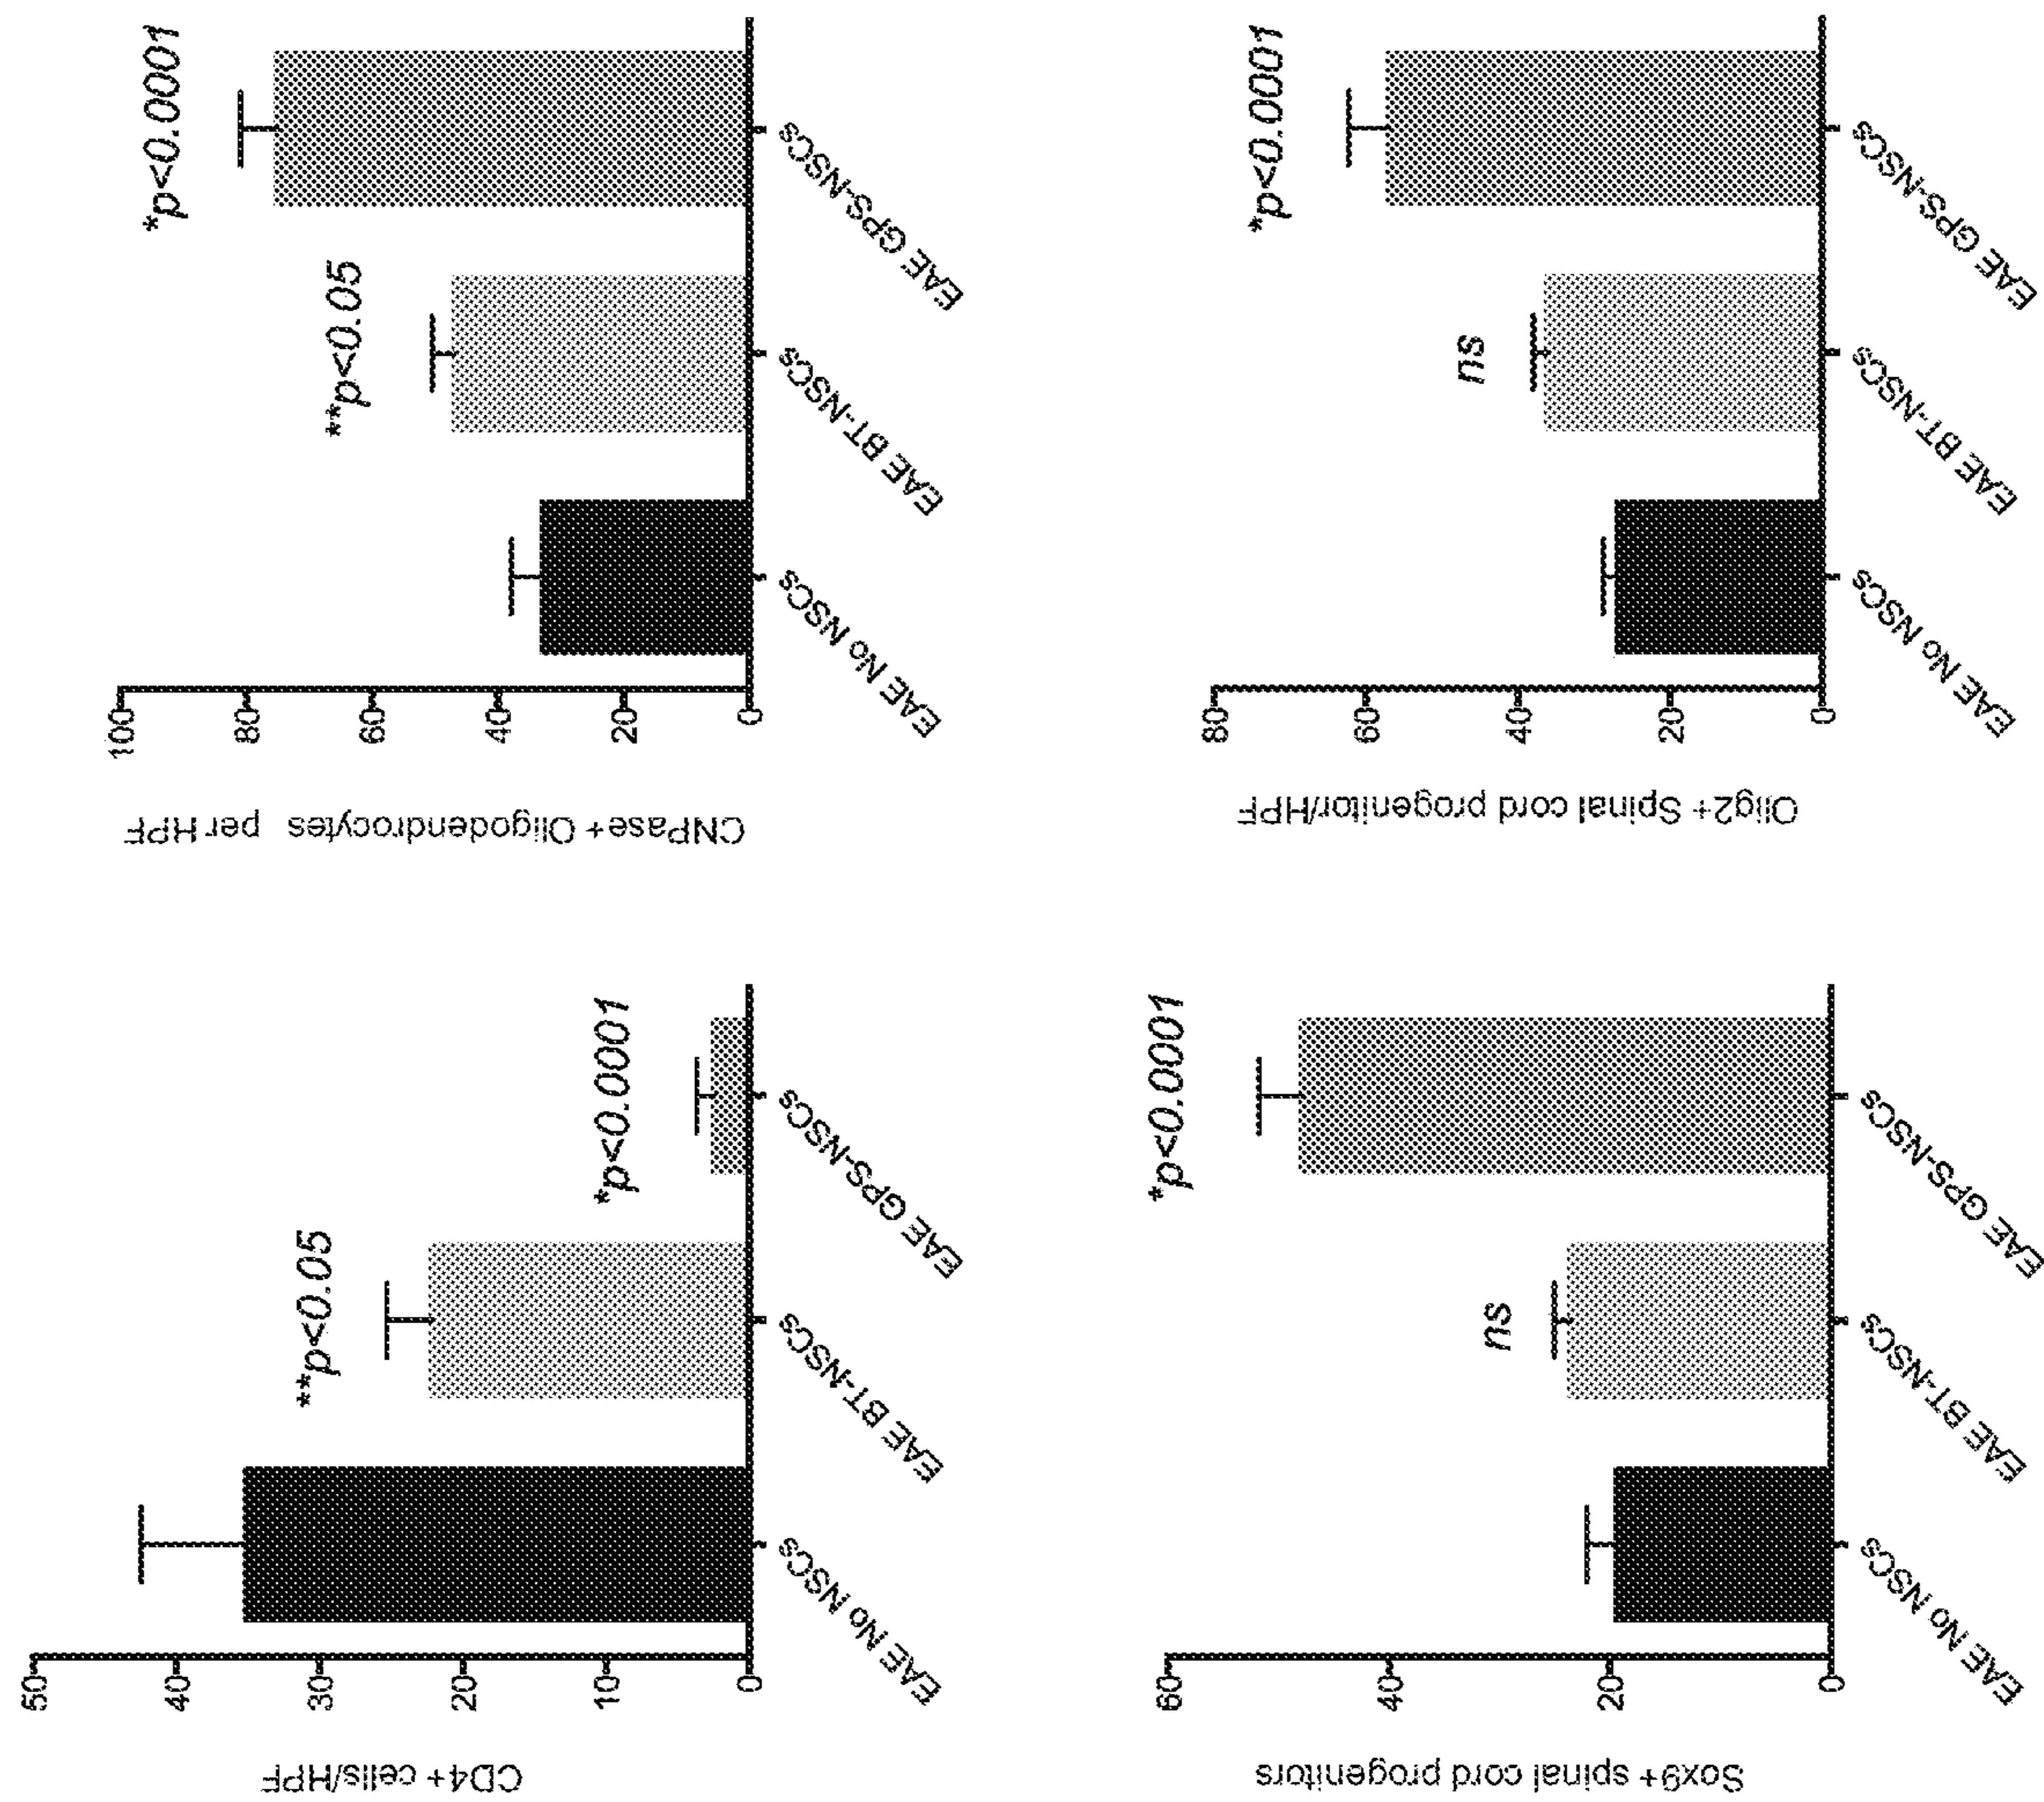 CD4+ cells/HPF
50
40
30
20
10
0
**p<0.05
*p<0.0001
EAE No NSCs
EAE BT-NSCs
EAE GPS-NSCs
CNPase+ Oligodendrocytes per HPF
100
80
60
40
20
0
**p<0.05
*p<0.0001
EAE No NSCs
EAE BT-NSCs
EAE GPS-NSCs
Sox9+ spinal cord progenitors
60
40
20
0
ns
*p<0.0001
EAE No NSCs
EAE BT-NSCs
EAE GPS-NSCs
Olig2+ Spinal cord progenitor/HPF
80
60
40
20
0
ns
*p<0.0001
EAE No NSCs
EAE BT-NSCs
EAE GPS-NSCs